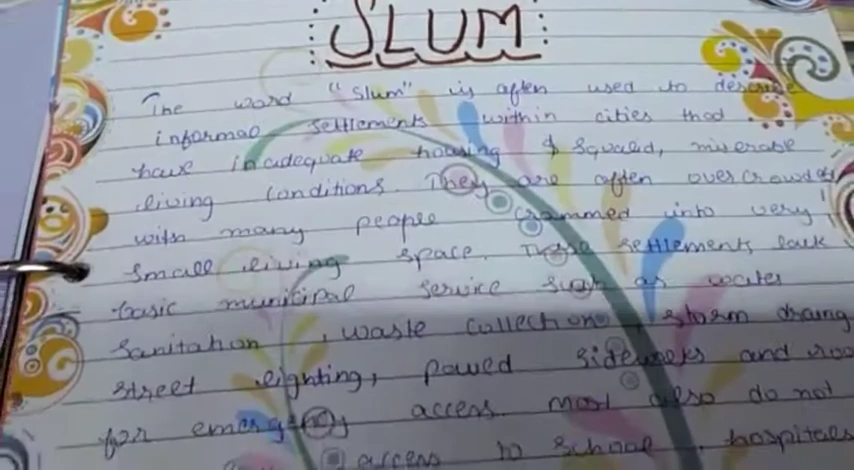 SLUM
The word "Slum" is often used to describe
informal settlements within cities that
have inadequate housing & squalid, miserable
living conditions. They are often overcrowded
with many people crammed into very
small living space. These settlements lack
basic municipal service such as water
sanitation, waste collection, storm drains
street lighting, paved sidewalks and
for emergency access. most also do not
access to school, hospitals